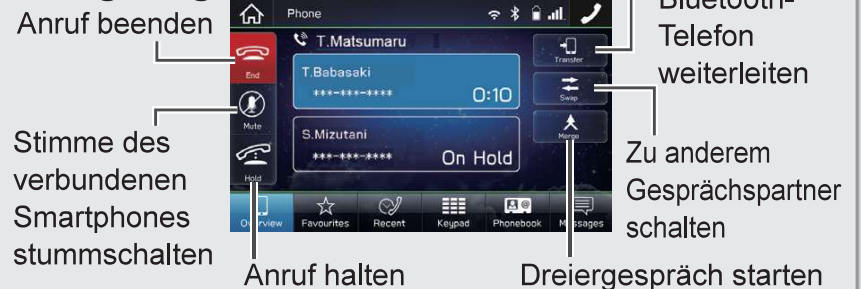 Phone
Bluetooth-
Telefon
weiterleiten
Anruf beenden
T.Matsumaru
End
T.Babasaki
***-***-****
0:10
Transfer
Swap
Mute
S.Mizutani
***-***-****
On Hold
Merge
Hold
Stimme des
verbundenen
Smartphones
stummschalten
Zu anderem
Gesprächspartner
schalten
Overview
Favourites
Recent
Keypad
Phonebook
Messages
Anruf halten
Dreiergespräch starten